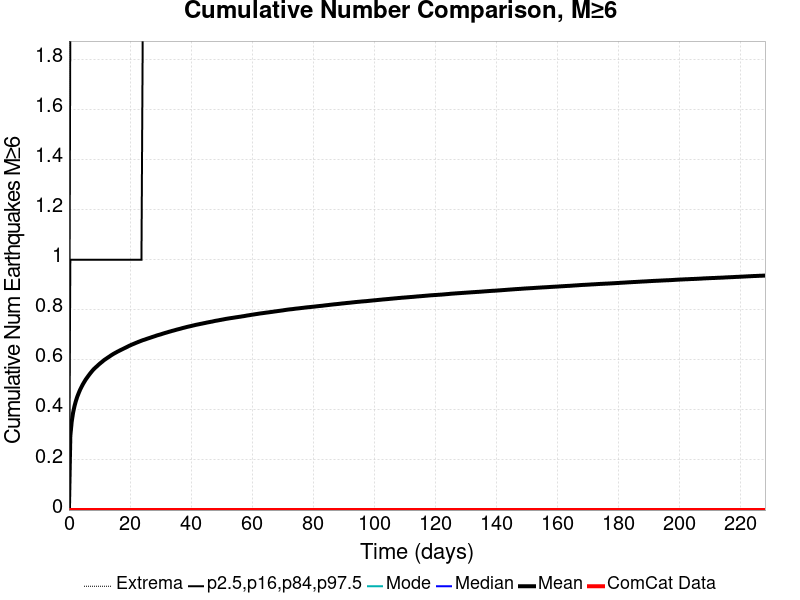 Cumulative Number Comparison, M≥6
Cumulative Num Earthquakes M≥6
1.8
1.6
1.4
1.2
1
0.8
0.6
0.4
0.2
0
0 20 40 60 80 100 120 140 160 180 200 220
Time (days)
Extrema p2.5,p16,p84,p97.5 Mode Median Mean ComCat Data